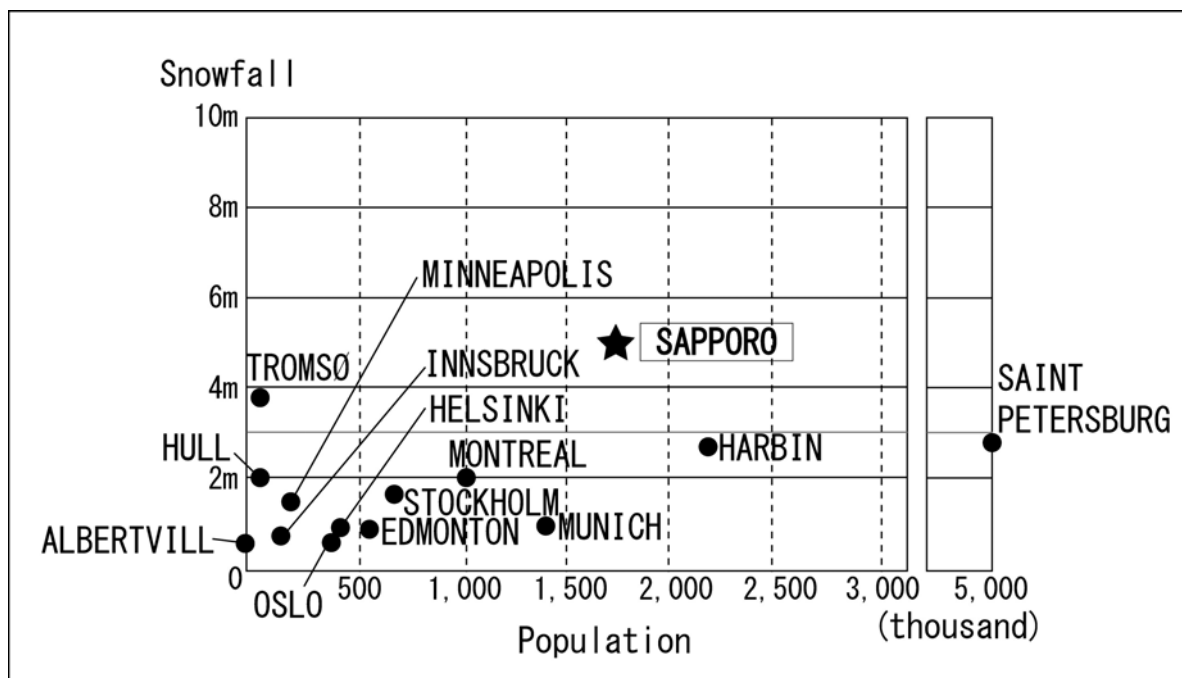 Snowfall
10m
8m
6m
4m
2m
0
MINNEAPOLIS
SAPPORO
TROMSØ
INNSBRUCK
HELSINKI
SAINT
PETERSBURG
HULL
MONTREAL
HARBIN
STOCKHOLM
EDMONTON
MUNICH
ALBERTVILL
OSLO
500
1,000
1,500
2,000
2,500
3,000
5,000
(thousand)
Population